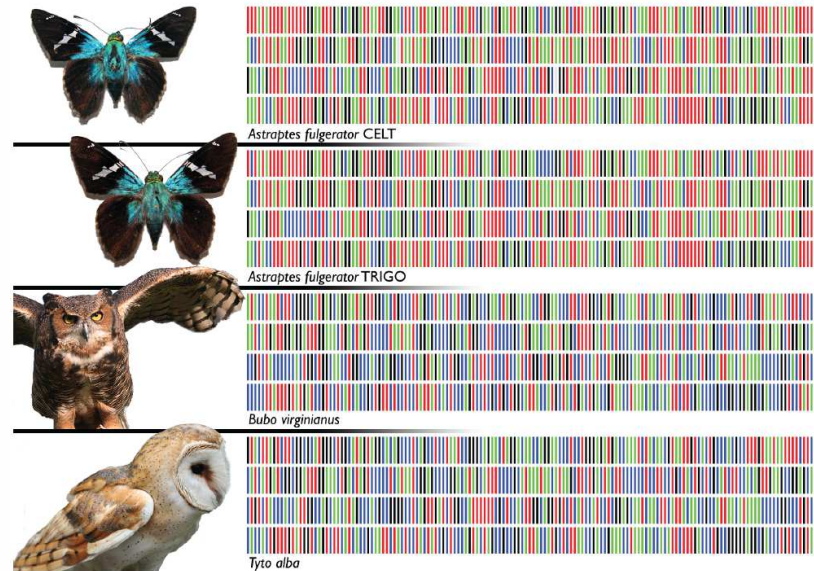 Astraptes fulgerator CELT
Astraptes fulgerator TRIGO
Bubo virginianus
Tyto alba